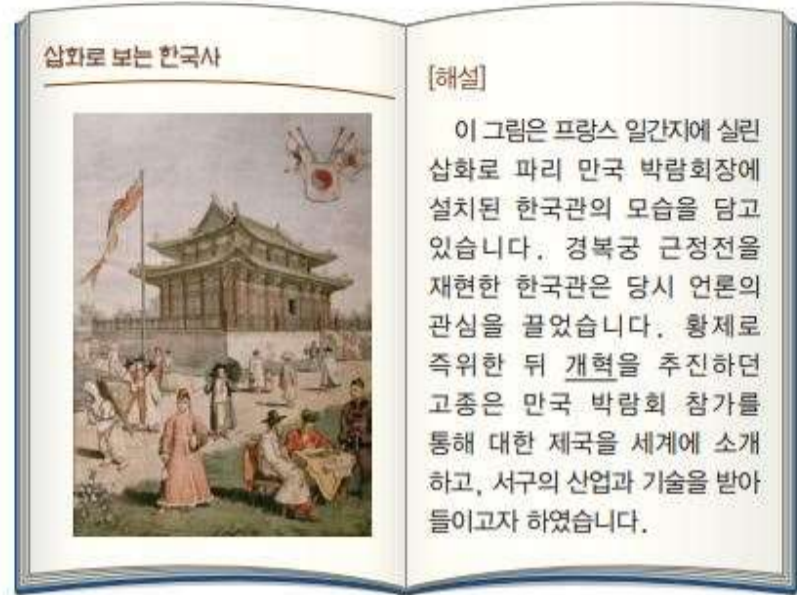 삽화로 보는 한국사
[해설]
이 그림은 프랑스 일간지에 실린
삽화로 파리 만국 박람회장에
설치된 한국관의 모습을 담고
있습니다. 경복궁 근정전을
재현한 한국관은 당시 언론의
관심을 끌었습니다. 황제로
즉위한 뒤 개혁을 추진하던
고종은 만국 박람회 참가를
통해 대한 제국을 세계에 소개
하고, 서구의 산업과 기술을 받아
들이고자 하였습니다.